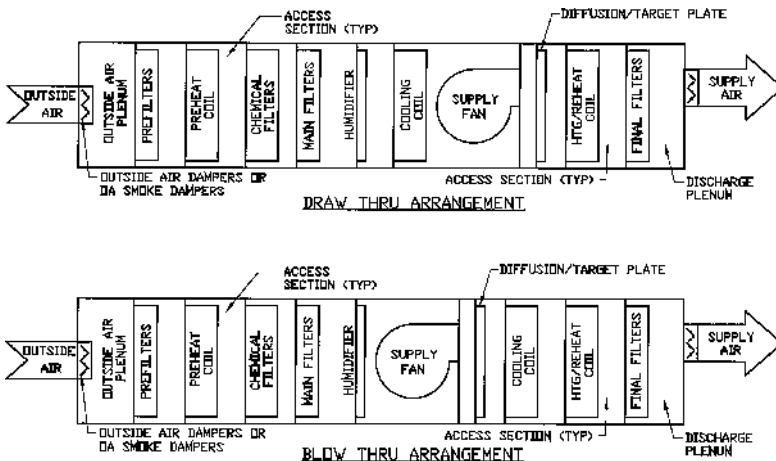 DIFFUSION/TARGET PLATE
ACCESS
SECTION (TYP)
OUTSIDE
AIR
OUTSIDE AIR
PLENUM
PREFILTERS
PREHEAT
COIL
CHEMICAL
FILTERS
MAIN FILTERS
HUMIDIFIER
COOLING
COIL
SUPPLY
FAN
HTG/REHEAT
COIL
FINAL FILTERS
SUPPLY
AIR
OUTSIDE AIR DAMPERS OR
OA SMOKE DAMPERS
ACCESS SECTION (TYP)
DISCHARGE
PLENUM
DRAW THRU ARRANGEMENT
ACCESS
SECTION (TYP)
DIFFUSION/TARGET PLATE
OUTSIDE
AIR
OUTSIDE AIR
PLENUM
PREFILTERS
PREHEAT
COIL
CHEMICAL
FILTERS
MAIN FILTERS
HUMIDIFIER
SUPPLY
FAN
COOLING
COIL
HTG/REHEAT
COIL
FINAL FILTERS
SUPPLY
AIR
OUTSIDE AIR DAMPERS OR
OA SMOKE DAMPERS
ACCESS SECTION (TYP)
DISCHARGE
PLENUM
BLOW THRU ARRANGEMENT